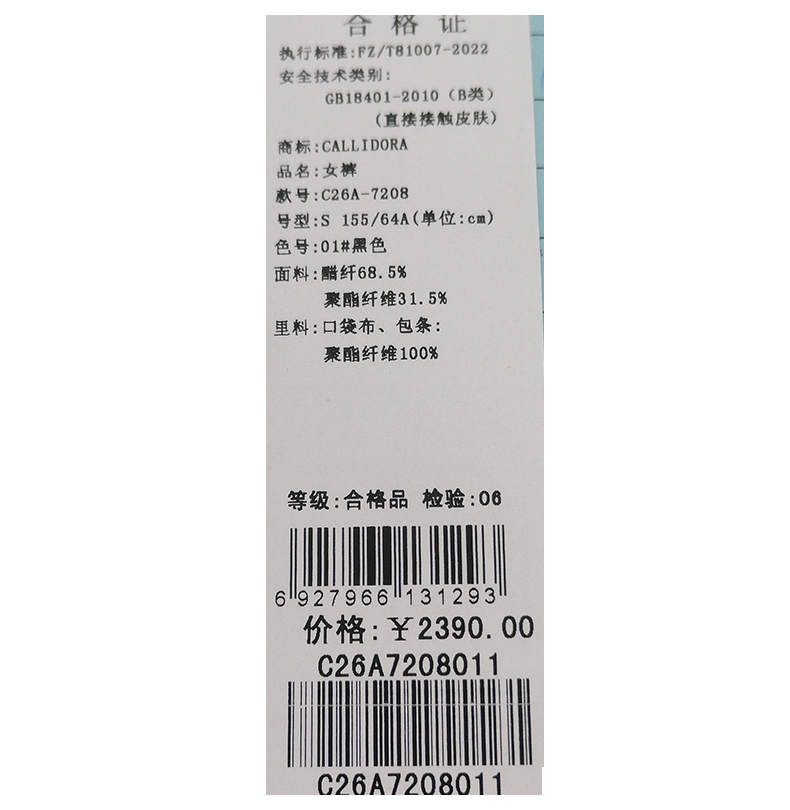 合格证
执行标准:FZ/T81007-2022
安全技术类别:
GB18401-2010（B类）
(直接接触皮肤)
商标:CALLIDORA
品名:女裤
款号:C26A-7208
号型:S 155/64A(单位:cm)
色号:01#黑色
面料:醋纤68.5%
聚酯纤维31.5%
里料:口袋布、包条:
聚酯纤维100%
等级:合格品 检验:06
6 927966 131293
价格:￥2390.00
C26A7208011
C26A7208011